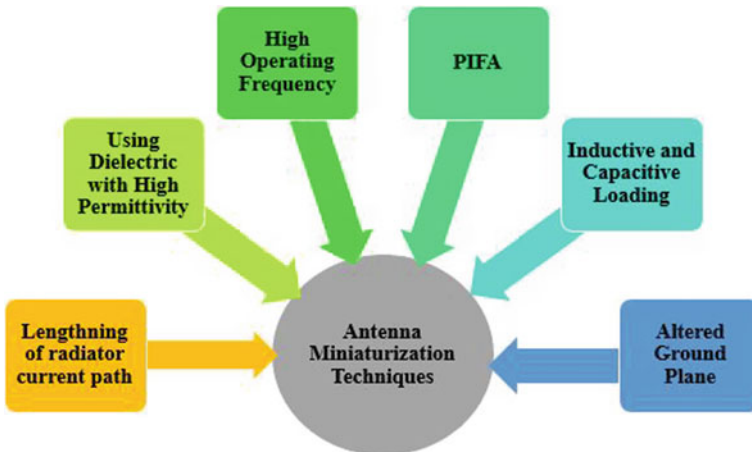 High
Operating
Frequency
PIFA
Using
Dielectric
with High
Permittivity
Inductive and
Capacitive
Loading
Lengthning
of radiator
current path
Antenna
Miniaturization
Techniques
Altered
Ground
Plane